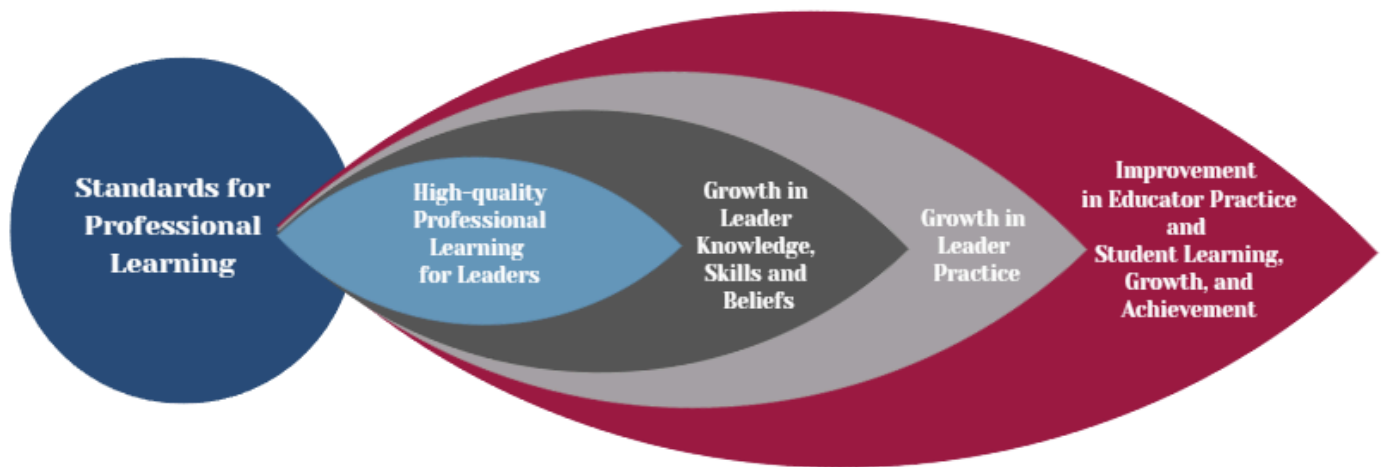 Standards for
Professional
Learning
High-quality
Professional
Learning
for Leaders
Growth in
Leader
Knowledge,
Skills and
Beliefs
Growth in
Leader
Practice
Improvement
in Educator Practice
and
Student Learning,
Growth, and
Achievement